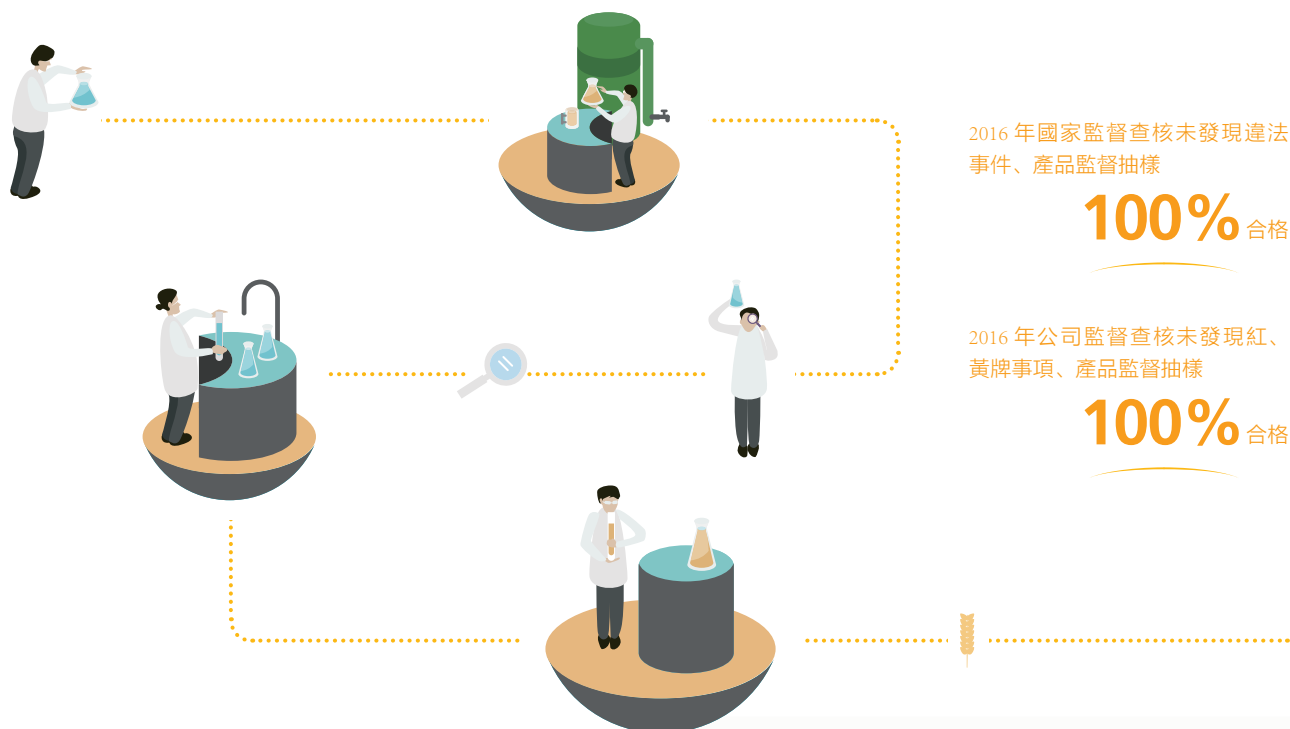 2016 年國家監督查核未發現違法
事件、產品監督抽樣
100% 合格
2016 年公司監督查核未發現紅、
黃牌事項、產品監督抽樣
100% 合格